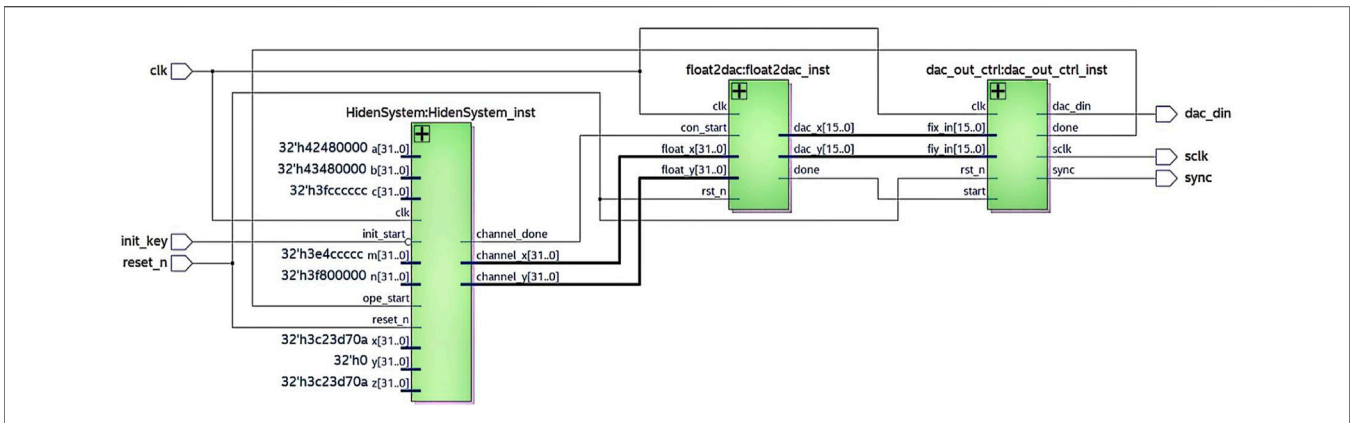 clk
init_key
reset_n
HidenSystem:HidenSystem_inst
32'h42480000 a[31..0]
32'h43480000 b[31..0]
32'h3fcccccc c[31..0]
clk
init_start
32'h3e4ccccc m[31..0]
32'h3f800000 n[31..0]
ope_start
reset_n
32'h3c23d70a x[31..0]
32'h0 y[31..0]
32'h3c23d70a z[31..0]
channel_done
channel_x[31..0]
channel_y[31..0]
float2dac:float2dac_inst
clk
con_start
float_x[31..0]
float_y[31..0]
rst_n
dac_x[15..0]
dac_y[15..0]
done
dac_out_ctrl:dac_out_ctrl_inst
clk
fix_in[15..0]
fiy_in[15..0]
rst_n
start
dac_din
done
sclk
sync
dac_din
sclk
sync